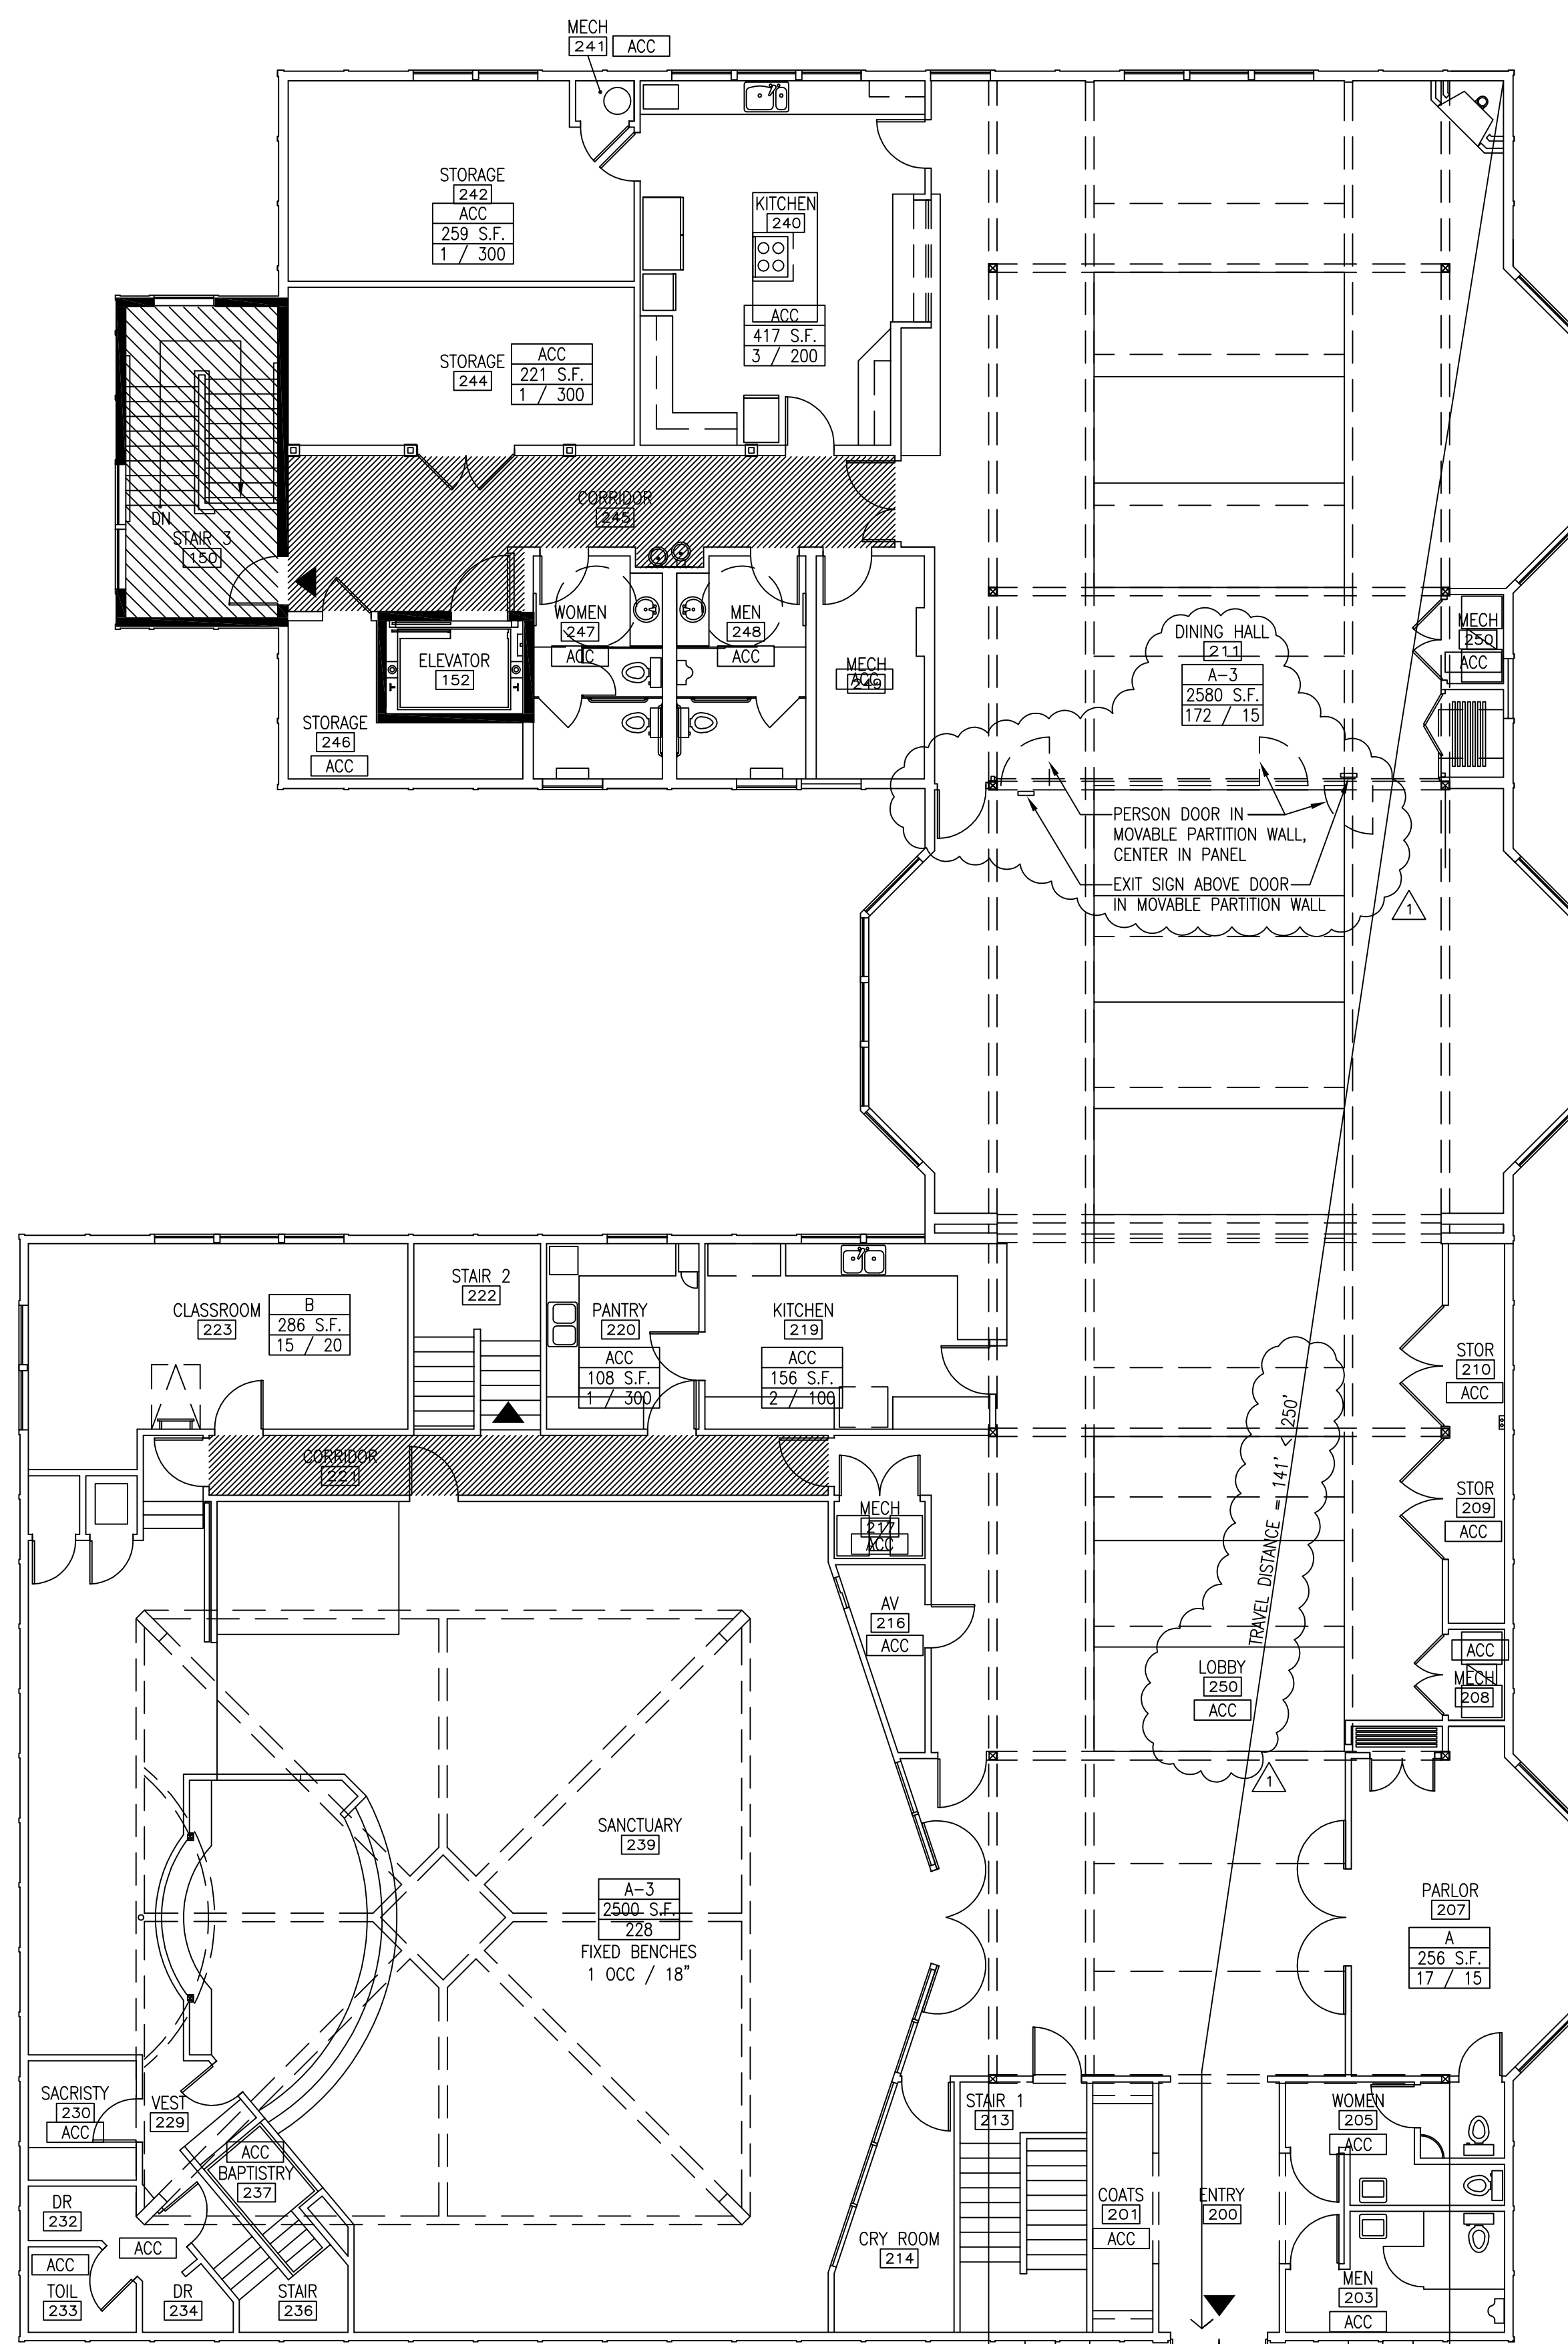 MECH
241 ACC
STORAGE
242
ACC
259 S.F.
1 / 300
KITCHEN
240
ACC
417 S.F.
3 / 200
STORAGE
244
ACC
221 S.F.
1 / 300
CORRIDOR
245
DN
STAIR 3
150
WOMEN
247
ACC
MEN
248
ACC
MECH
ACC
249
ELEVATOR
152
STORAGE
246
ACC
DINING HALL
211
A-3
2580 S.F.
172 / 15
MECH
250
ACC
PERSON DOOR IN
MOVABLE PARTITION WALL,
CENTER IN PANEL
EXIT SIGN ABOVE DOOR
IN MOVABLE PARTITION WALL
1
CLASSROOM
223
B
286 S.F.
15 / 20
STAIR 2
222
PANTRY
220
ACC
108 S.F.
1 / 300
KITCHEN
219
ACC
156 S.F.
2 / 100
STOR
210
ACC
CORRIDOR
221
MECH
217
ACC
STOR
209
ACC
TRAVEL DISTANCE = 141' < 250'
AV
216
ACC
LOBBY
250
ACC
ACC
MECH
208
1
SANCTUARY
239
A-3
2500 S.F.
228
FIXED BENCHES
1 OCC / 18"
PARLOR
207
A
256 S.F.
17 / 15
SACRISTY
230
ACC
VEST
229
ACC
BAPTISTRY
237
STAIR 1
213
WOMEN
205
ACC
DR
232
ACC
ACC
TOIL
233
DR
234
STAIR
236
CRY ROOM
214
COATS
201
ACC
ENTRY
200
MEN
203
ACC